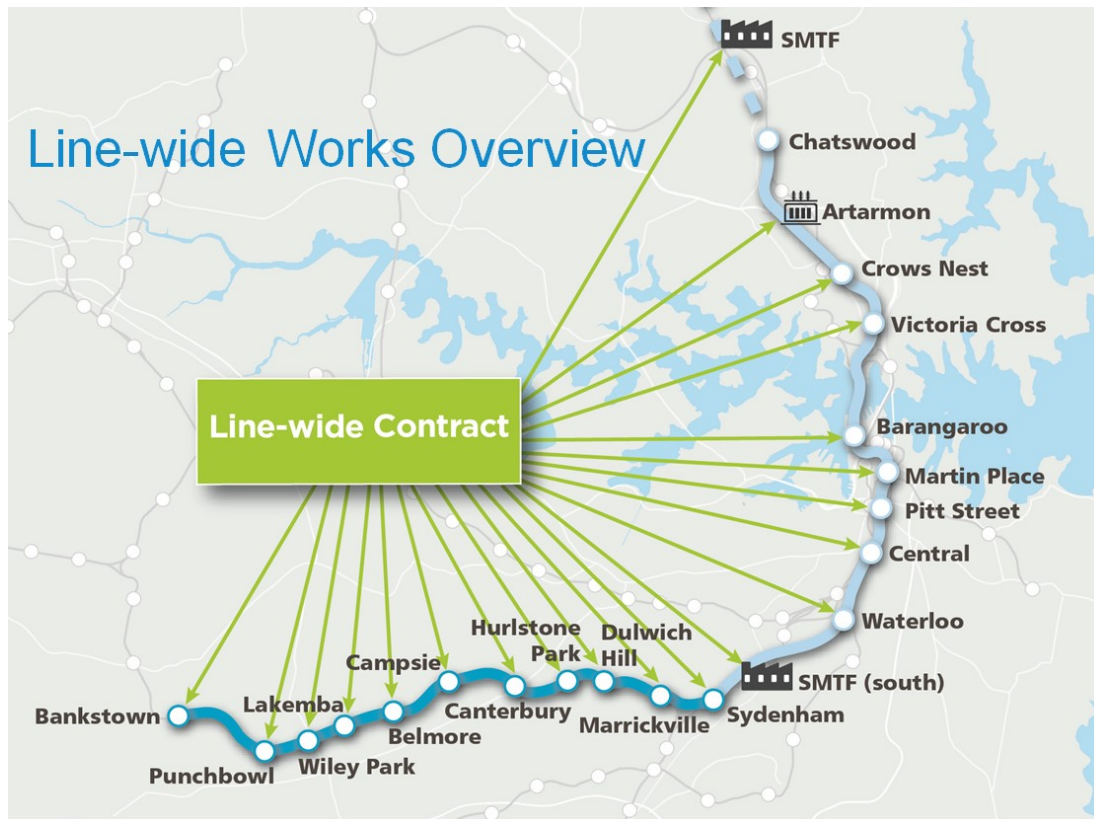 SMTF
Line-wide Works Overview
Chatswood
Artarmon
Crows Nest
Victoria Cross
Line-wide Contract
Barangaroo
Martin Place
Pitt Street
Central
Waterloo
Hurlstone
Park
Dulwich
Hill
Campsie
SMTF (south)
Lakemba
Canterbury
Marrickville
Sydenham
Bankstown
Belmore
Punchbowl
Wiley Park